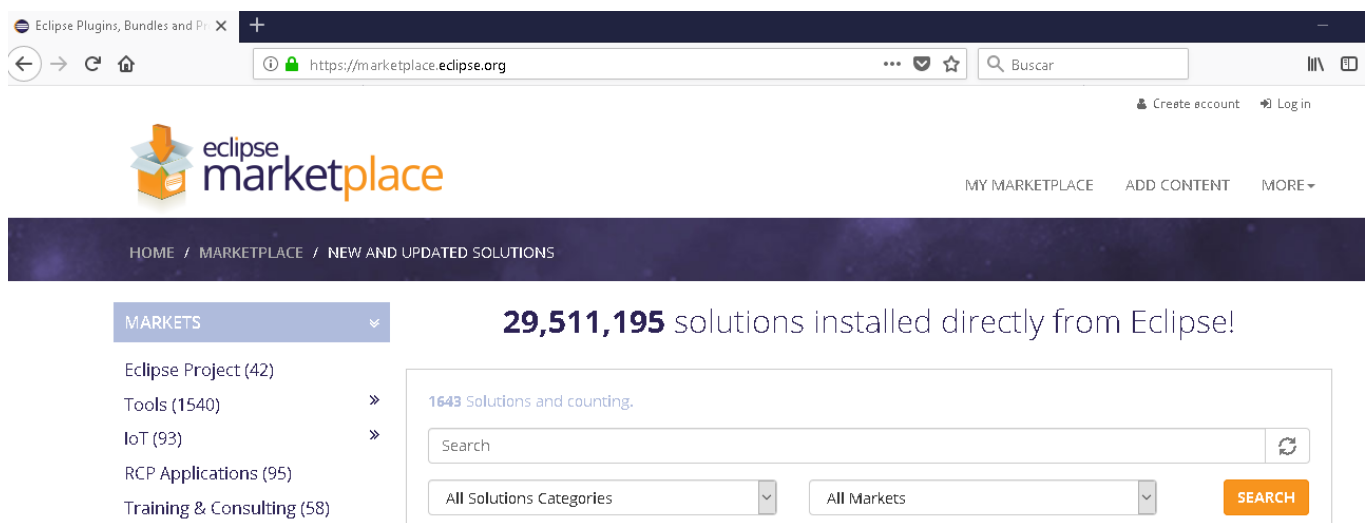 Eclipse Plugins, Bundles and Pr
https://marketplace.eclipse.org
Buscar
Create account Log in
eclipse
marketplace
MY MARKETPLACE ADD CONTENT MORE
HOME / MARKETPLACE / NEW AND UPDATED SOLUTIONS
MARKETS
29,511,195 solutions installed directly from Eclipse!
Eclipse Project (42)
Tools (1540)
IoT (93)
RCP Applications (95)
Training & Consulting (58)
1643 Solutions and counting.
Search
All Solutions Categories
All Markets
SEARCH